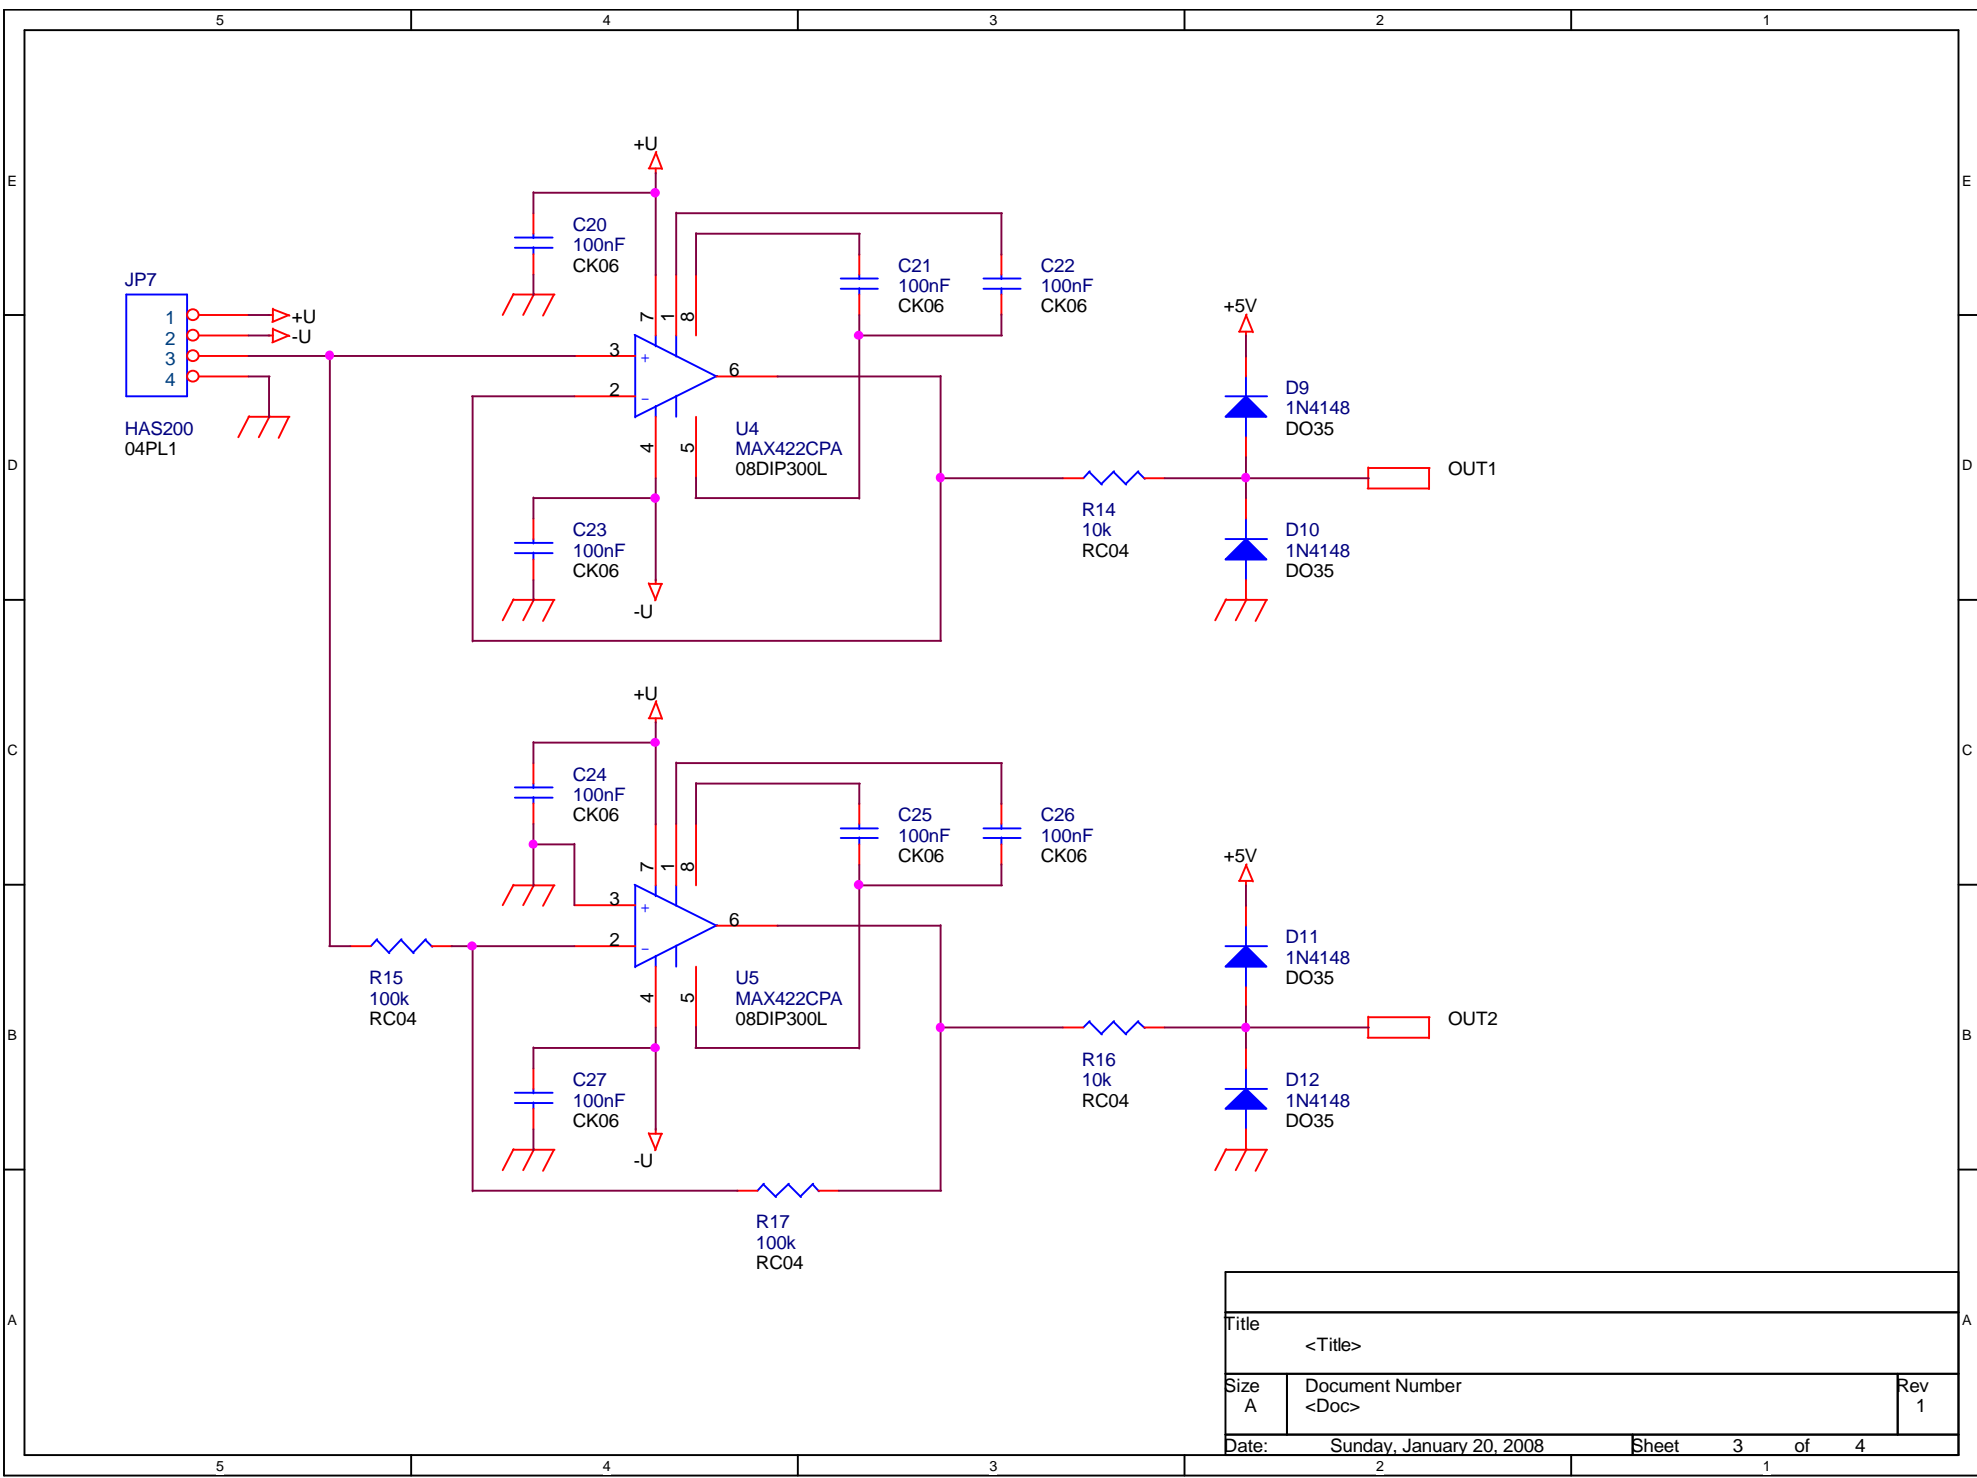 5 4 3 2 1
E E
D D
C C
B B
A A
JP7
1
2
3
4
+U
-U
HAS200
04PL1
+U
C20
100nF
CK06
C21
100nF
CK06
C22
100nF
CK06
7 1 8
3 +
2 -
6
4 5
U4
MAX422CPA
08DIP300L
C23
100nF
CK06
-U
+5V
D9
1N4148
DO35
OUT1
R14
10k
RC04
D10
1N4148
DO35
+U
C24
100nF
CK06
C25
100nF
CK06
C26
100nF
CK06
7 1 8
3 +
2 -
6
4 5
R15
100k
RC04
U5
MAX422CPA
08DIP300L
C27
100nF
CK06
-U
R17
100k
RC04
+5V
D11
1N4148
DO35
OUT2
R16
10k
RC04
D12
1N4148
DO35
Title
<Title>
Size
A
Document Number
<Doc>
Rev
1
Date: Sunday, January 20, 2008 Sheet 3 of 4
5 4 3 2 1